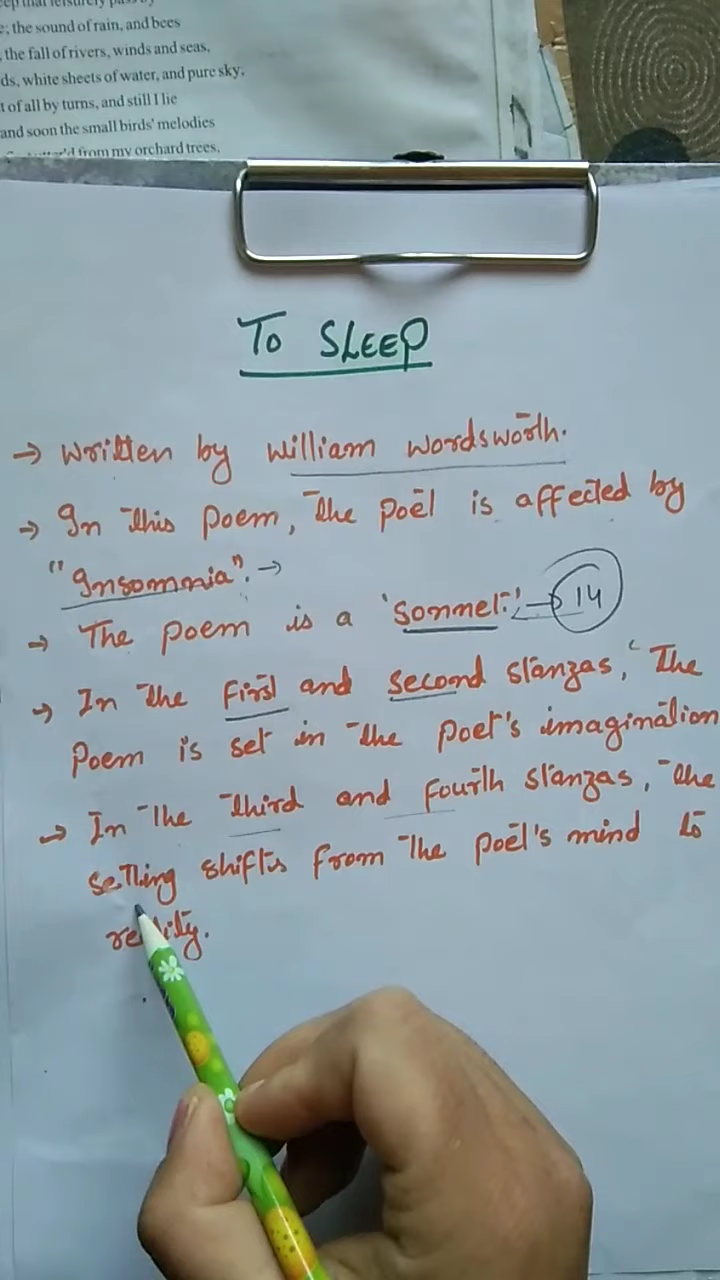 the sound of rain, and bees
the fall of rivers, winds and seas,
ds, white sheets of water, and pure sky;
t of all by turns, and still I lie
and soon the small birds' melodies
from my orchard trees,
TO SLEEP
→ Written by William Wordsworth.
→ In this poem, the poet is affected by
"Insomnia". →
→ The poem is a 'Sonnet.' → 14
→ In the first and second stanzas, The
Poem is set in the poet's imagination
→ In the third and fourth stanzas, the
setting shifts from the poet's mind to
reality.